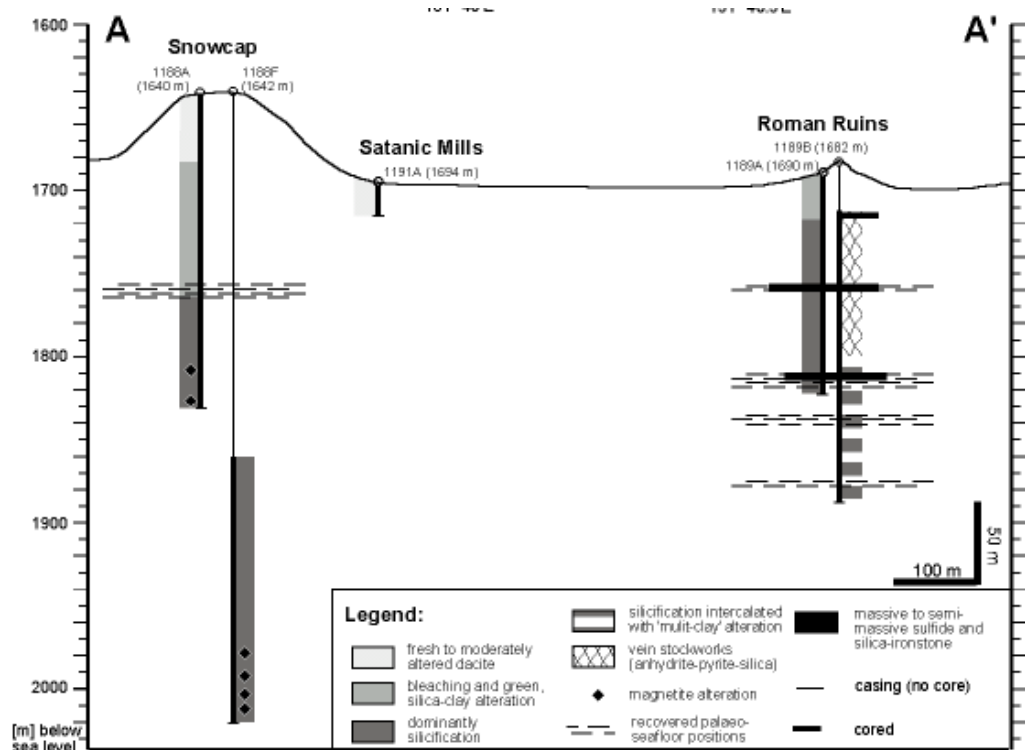 A
A'
1600
Snowcap
1188A
(1640 m)
1188F
(1642 m)
Roman Ruins
1189B (1682 m)
Satanic Mills
1189A (1690 m)
1191A (1694 m)
1700
1800
1900
50 m
100 m
2000
[m] below
sea level
Legend:
fresh to moderately
altered dacite
bleaching and green,
silica-clay alteration
dominantly
silicification
silicification intercalated
with 'mulit-clay' alteration
vein stockworks
(anhydrite-pyrite-silica)
magnetite alteration
recovered palaeo-
seafloor positions
massive to semi-
massive sulfide and
silica-ironstone
casing (no core)
cored